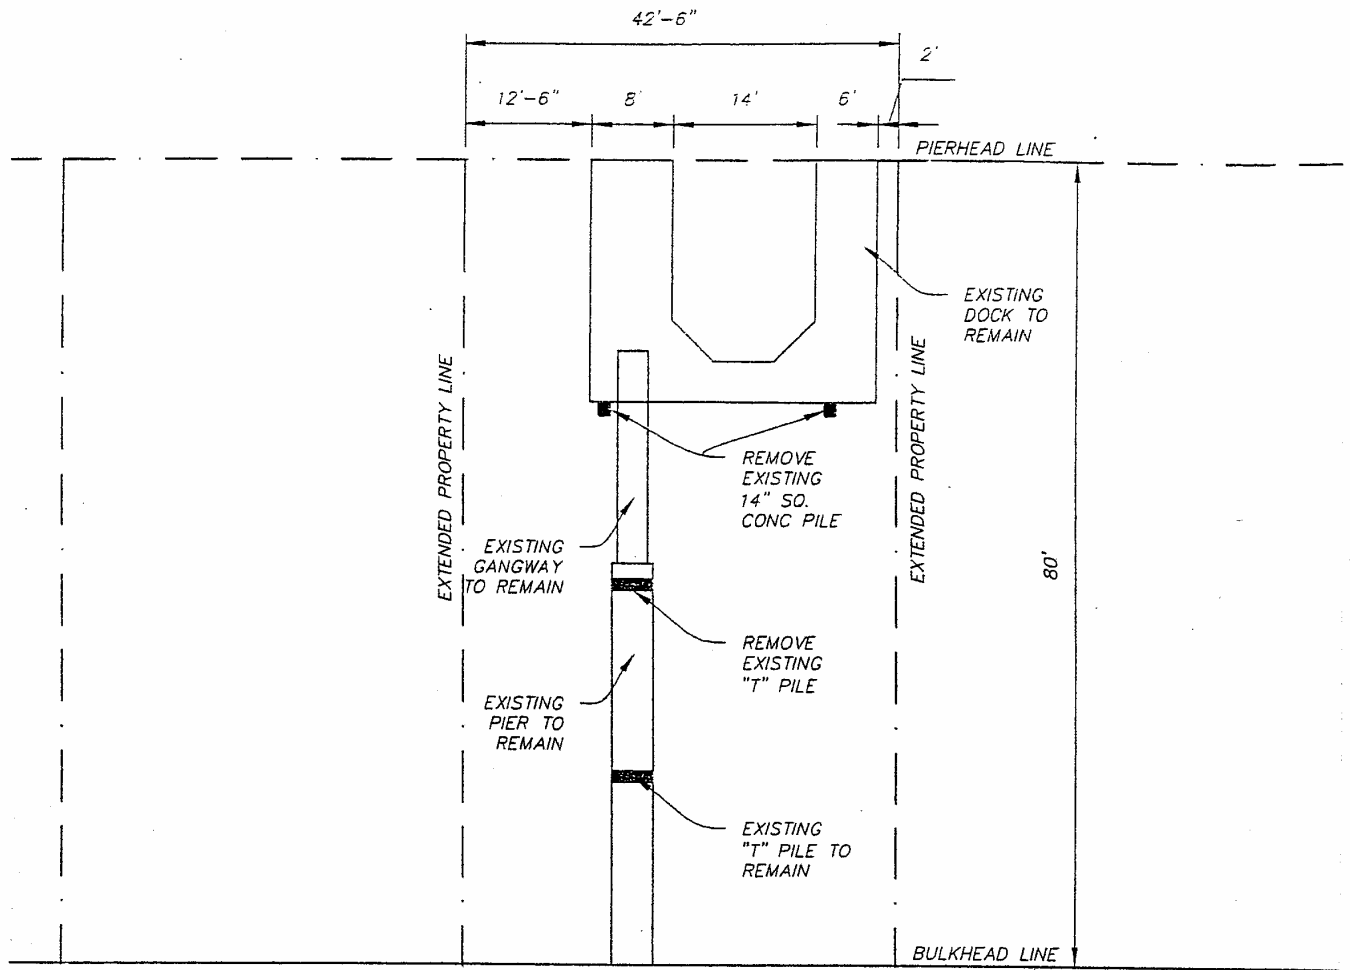 42'-6"
2'
12'-6"
8'
14'
6'
PIERHEAD LINE
EXISTING
DOCK TO
REMAIN
EXTENDED PROPERTY LINE
EXTENDED PROPERTY LINE
REMOVE
EXISTING
14" SQ.
CONC PILE
EXISTING
GANGWAY
TO REMAIN
80'
REMOVE
EXISTING
"T" PILE
EXISTING
PIER TO
REMAIN
EXISTING
"T" PILE TO
REMAIN
BULKHEAD LINE